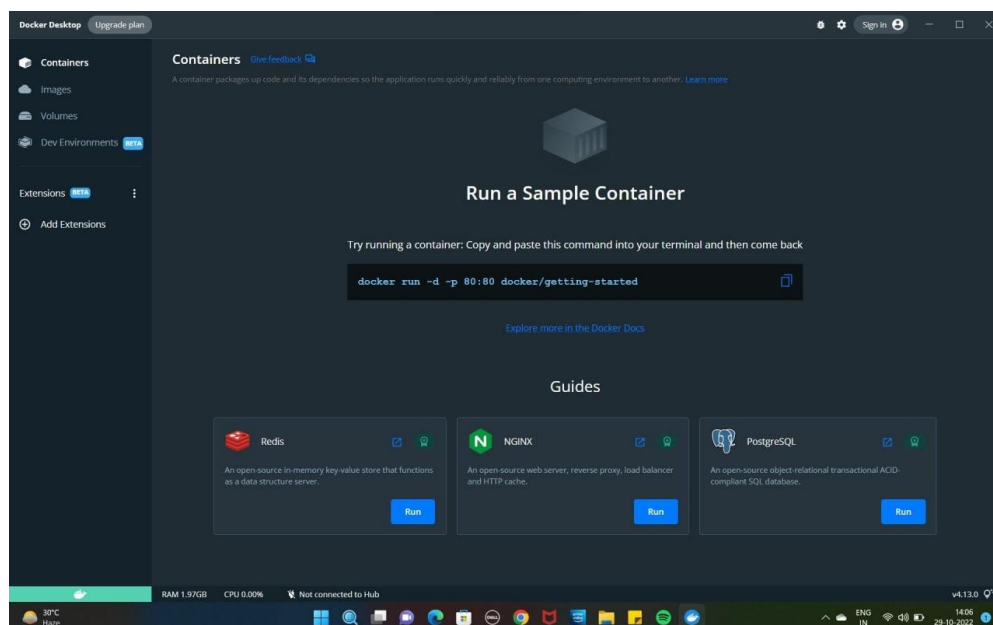 Docker Desktop Upgrade plan Sign in
Containers
Images
Volumes
Dev Environments BETA
Extensions BETA
Add Extensions
Containers Give feedback
A container packages up code and its dependencies so the application runs quickly and reliably from one computing environment to another. Learn more
Run a Sample Container
Try running a container: Copy and paste this command into your terminal and then come back
docker run -d -p 80:80 docker/getting-started
Explore more in the Docker Docs
Guides
Redis
An open-source in-memory key-value store that functions
as a data structure server.
Run
NGINX
An open-source web server, reverse proxy, load balancer
and HTTP cache.
Run
PostgreSQL
An open-source object-relational transactional ACID-
compliant SQL database.
Run
RAM 1.97GB CPU 0.00% Not connected to Hub v4.13.0
30°C
Haze
DELL
ENG
IN
14:06
29-10-2022
1